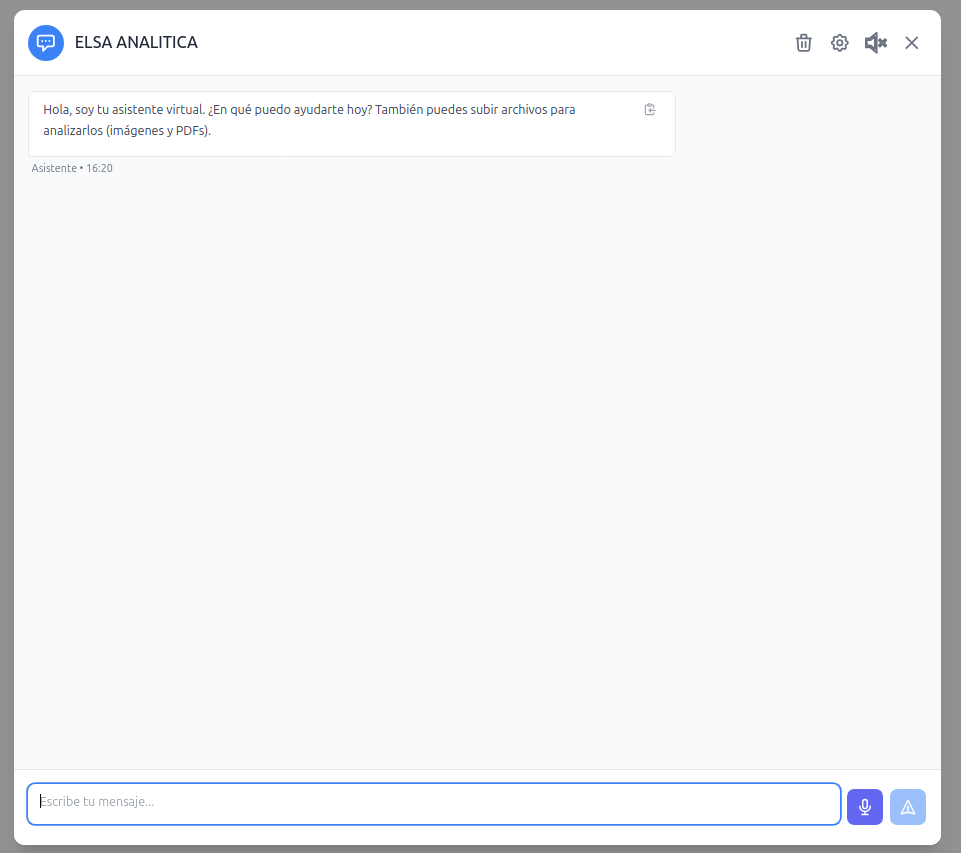 ELSA ANALITICA
Hola, soy tu asistente virtual. ¿En qué puedo ayudarte hoy? También puedes subir archivos para
analizarlos (imágenes y PDFs).
Asistente • 16:20
Escribe tu mensaje...